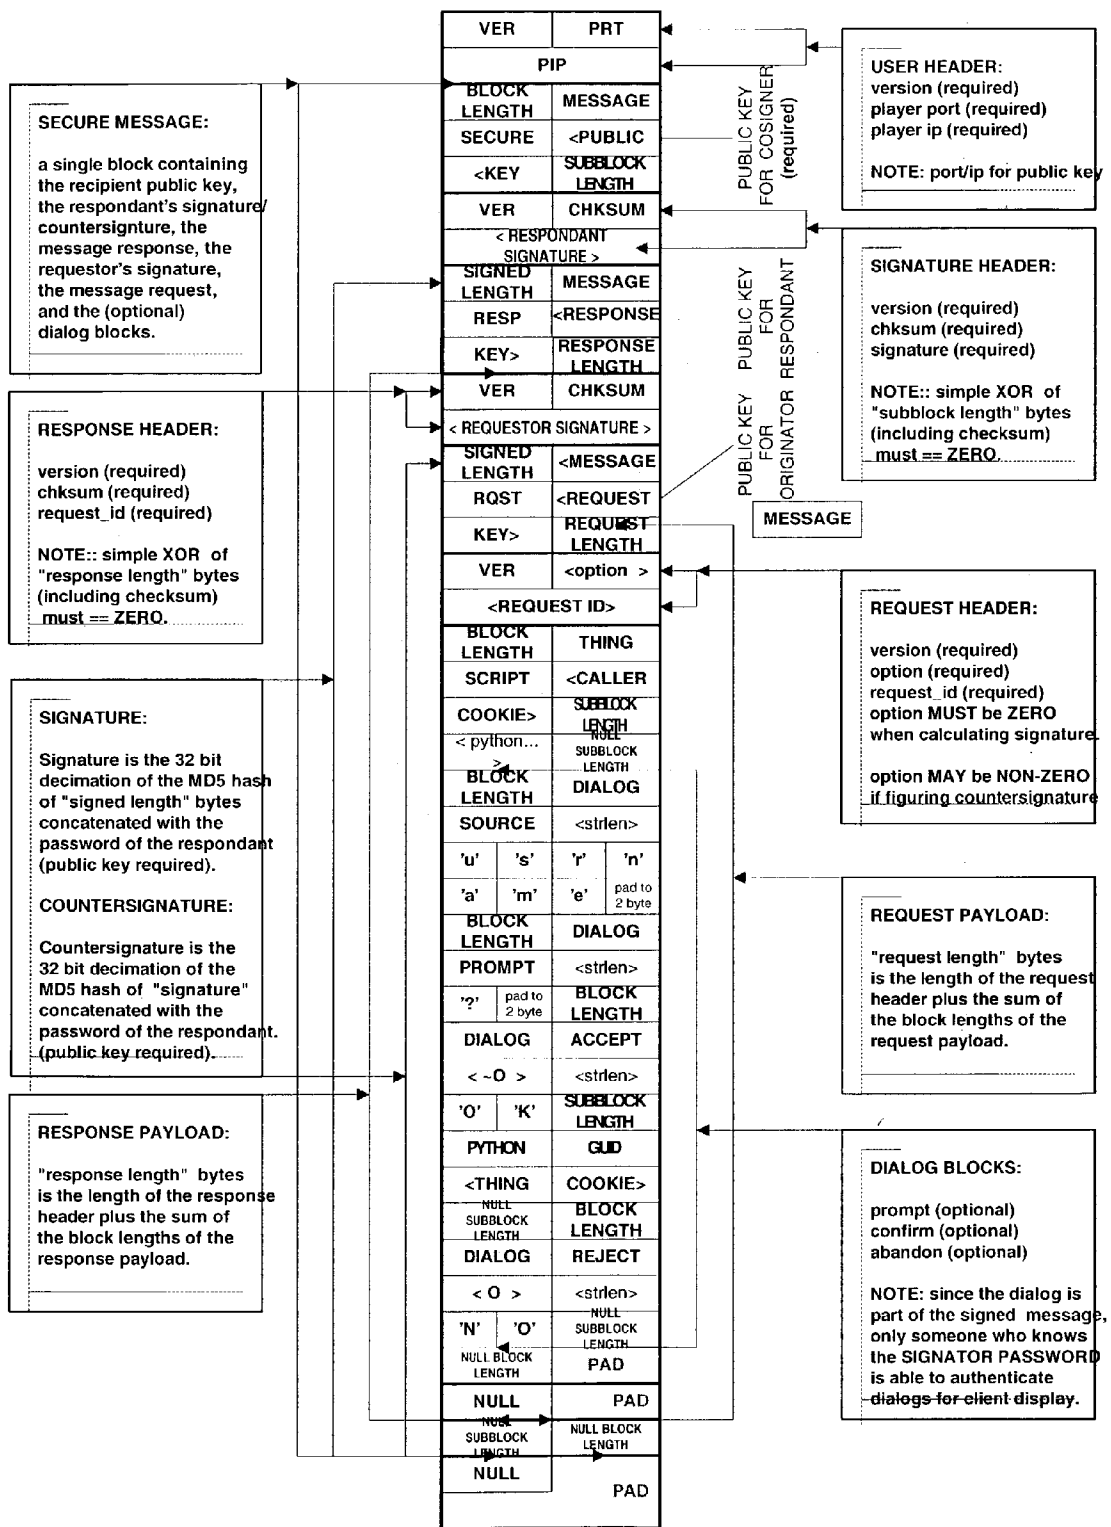 VER PRT
PIP
BLOCK LENGTH MESSAGE
SECURE <PUBLIC
<KEY SUBBLOCK LENGTH
VER CHKSUM
< RESPONDANT
SIGNATURE >
SIGNED LENGTH MESSAGE
RESP <RESPONSE
KEY> RESPONSE LENGTH
VER CHKSUM
< REQUESTOR SIGNATURE >
SIGNED LENGTH <MESSAGE
RQST <REQUEST
KEY> REQUEST LENGTH
VER <option >
<REQUEST ID>
BLOCK LENGTH THING
SCRIPT <CALLER
COOKIE> SUBBLOCK LENGTH
< python... > NULL SUBBLOCK LENGTH
BLOCK LENGTH DIALOG
SOURCE <strlen>
'u' 's' 'r' 'n'
'a' 'm' 'e' pad to 2 byte
BLOCK LENGTH DIALOG
PROMPT <strlen>
'?' pad to 2 byte BLOCK LENGTH
DIALOG ACCEPT
< ~O > <strlen>
'O' 'K' SUBBLOCK LENGTH
PYTHON GUID
<THING COOKIE>
NULL SUBBLOCK LENGTH BLOCK LENGTH
DIALOG REJECT
< O > <strlen>
'N' 'O' NULL SUBBLOCK LENGTH
NULL BLOCK LENGTH PAD
NULL PAD
NULL SUBBLOCK LENGTH NULL BLOCK LENGTH
NULL
PAD
SECURE MESSAGE:
a single block containing
the recipient public key,
the respondant's signature/
countersignture, the
message response, the
requestor's signature,
the message request,
and the (optional)
dialog blocks.
RESPONSE HEADER:
version (required)
chksum (required)
request_id (required)
NOTE:: simple XOR of
"response length" bytes
(including checksum)
must == ZERO.
SIGNATURE:
Signature is the 32 bit
decimation of the MD5 hash
of "signed length" bytes
concatenated with the
password of the respondant
(public key required).
COUNTERSIGNATURE:
Countersignature is the
32 bit decimation of the
MD5 hash of "signature"
concatenated with the
password of the respondant.
(public key required).
RESPONSE PAYLOAD:
"response length" bytes
is the length of the response
header plus the sum of
the block lengths of the
response payload.
PUBLIC KEY
FOR COSIGNER
(required)
PUBLIC KEY
FOR
RESPONDANT
PUBLIC KEY
FOR
ORIGINATOR
MESSAGE
USER HEADER:
version (required)
player port (required)
player ip (required)
NOTE: port/ip for public key
SIGNATURE HEADER:
version (required)
chksum (required)
signature (required)
NOTE:: simple XOR of
"subblock length" bytes
(including checksum)
must == ZERO.
REQUEST HEADER:
version (required)
option (required)
request_id (required)
option MUST be ZERO
when calculating signature.
option MAY be NON-ZERO
if figuring countersignature
REQUEST PAYLOAD:
"request length" bytes
is the length of the request
header plus the sum of
the block lengths of the
request payload.
DIALOG BLOCKS:
prompt (optional)
confirm (optional)
abandon (optional)
NOTE: since the dialog is
part of the signed message,
only someone who knows
the SIGNATOR PASSWORD
is able to authenticate
dialogs for client display.